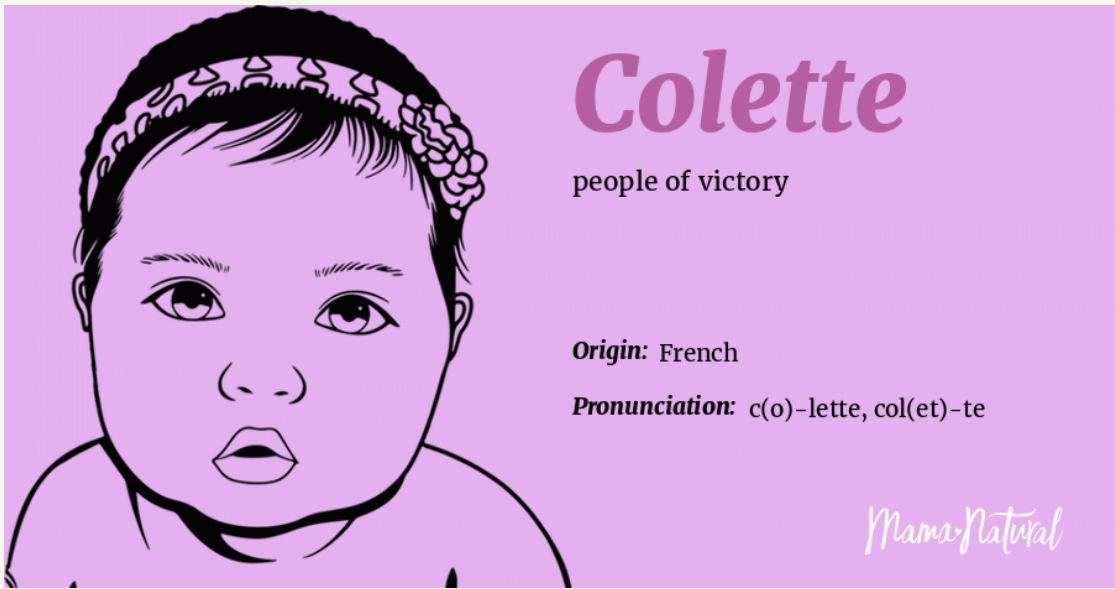 Colette
people of victory
Origin: French
Pronunciation: c(o)-lette, col(et)-te
Mama Natural